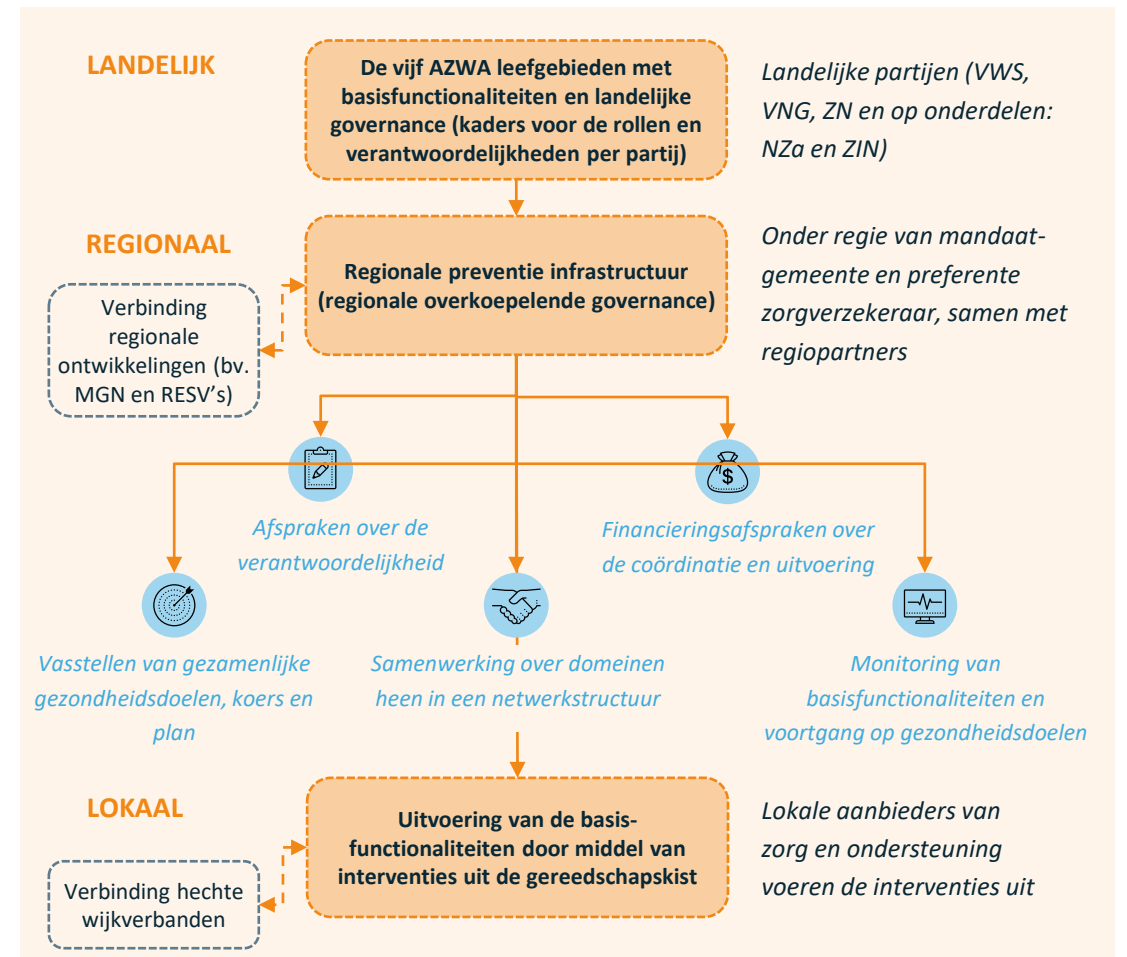 LANDELIJK
De vijf AZWA leefgebieden met
basisfunctionaliteiten en landelijke
governance (kaders voor de rollen en
verantwoordelijkheden per partij)
Landelijke partijen (VWS,
VNG, ZN en op onderdelen:
NZa en ZIN)
REGIONAAL
Regionale preventie infrastructuur
(regionale overkoepelende governance)
Onder regie van mandaat-
gemeente en preferente
zorgverzekeraar, samen met
regiopartners
Verbinding
regionale
ontwikkelingen (bv.
MGN en RESV’s)
$
Afspraken over de
verantwoordelijkheid
Financieringsafspraken over
de coördinatie en uitvoering
Vasstellen van gezamenlijke
gezondheidsdoelen, koers en
plan
Samenwerking over domeinen
heen in een netwerkstructuur
Monitoring van
basisfunctionaliteiten en
voortgang op gezondheidsdoelen
LOKAAL
Uitvoering van de basis-
functionaliteiten door middel van
interventies uit de gereedschapskist
Lokale aanbieders van
zorg en ondersteuning
voeren de interventies uit
Verbinding hechte
wijkverbanden